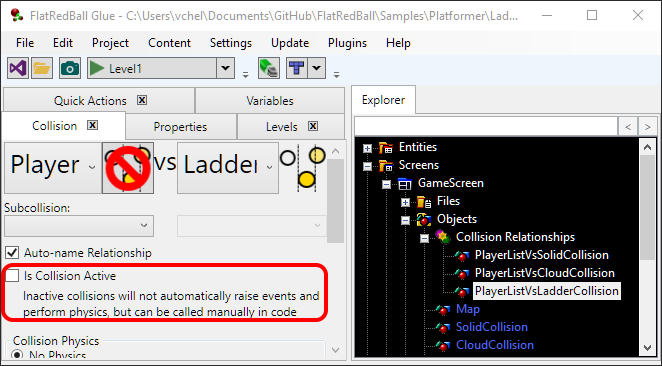 FlatRedBall Glue - C:\Users\vchel\Documents\GitHub\FlatRedBall\Samples\Platformer\Lad...
File Edit Project Content Settings Update Plugins Help
Level1
Quick Actions Variables
Collision Properties Levels
Player vs Ladder
Subcollision:
Auto-name Relationship
Is Collision Active
Inactive collisions will not automatically raise events and
perform physics, but can be called manually in code
Collision Physics
No Physics
Explorer
< >
Entities
Screens
GameScreen
Files
Objects
Collision Relationships
PlayerListVsSolidCollision
PlayerListVsCloudCollision
PlayerListVsLadderCollision
Map
SolidCollision
CloudCollision